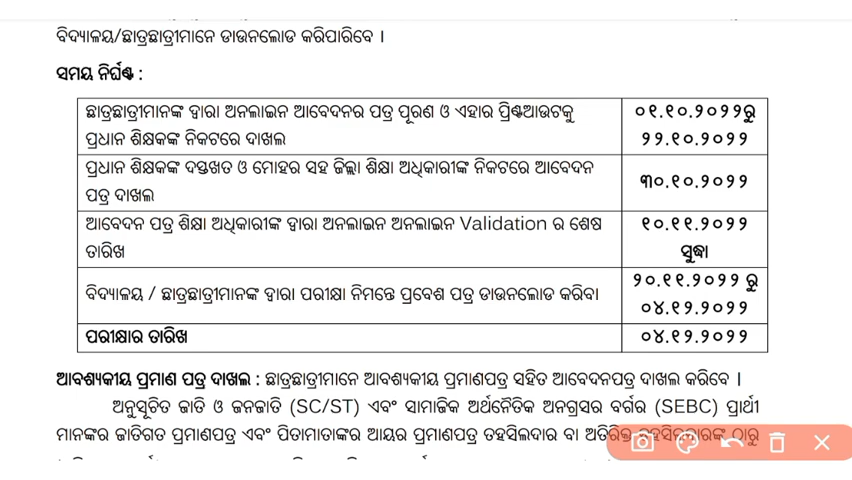 ବିଦ୍ୟାଳୟ/ଛାତ୍ରଛାତ୍ରୀମାନେ ଡାଉନଲୋଡ କରିପାରିବେ ।
ସମୟ ନିର୍ଘଣ୍ଟ :
ଛାତ୍ରଛାତ୍ରୀମାନଙ୍କ ଦ୍ୱାରା ଅନଲାଇନ ଆବେଦନର ପତ୍ର ପୂରଣ ଓ ଏହାର ପ୍ରିଣ୍ଟଆଉଟକୁ
ପ୍ରଧାନ ଶିକ୍ଷକଙ୍କ ନିକଟରେ ଦାଖଲ
୦୧.୧୦.୨୦୨୨ରୁ
୨୨.୧୦.୨୦୨୨
ପ୍ରଧାନ ଶିକ୍ଷକଙ୍କ ଦସ୍ତଖତ ଓ ମୋହର ସହ ଜିଲ୍ଲା ଶିକ୍ଷା ଅଧିକାରୀଙ୍କ ନିକଟରେ ଆବେଦନ
ପତ୍ର ଦାଖଲ
୩୦.୧୦.୨୦୨୨
ଆବେଦନ ପତ୍ର ଶିକ୍ଷା ଅଧିକାରୀଙ୍କ ଦ୍ୱାରା ଅନଲାଇନ ଅନଲାଇନ Validation ର ଶେଷ
ତାରିଖ
୧୦.୧୧.୨୦୨୨
ସୁଦ୍ଧା
ବିଦ୍ୟାଳୟ / ଛାତ୍ରଛାତ୍ରୀମାନଙ୍କ ଦ୍ୱାରା ପରୀକ୍ଷା ନିମନ୍ତେ ପ୍ରବେଶ ପତ୍ର ଡାଉନଲୋଡ କରିବା
୨୦.୧୧.୨୦୨୨ ରୁ
୦୪.୧୨.୨୦୨୨
ପରୀକ୍ଷାର ତାରିଖ
୦୪.୧୨.୨୦୨୨
ଆବଶ୍ୟକୀୟ ପ୍ରମାଣ ପତ୍ର ଦାଖଲ : ଛାତ୍ରଛାତ୍ରୀମାନେ ଆବଶ୍ୟକୀୟ ପ୍ରମାଣପତ୍ର ସହିତ ଆବେଦନପତ୍ର ଦାଖଲ କରିବେ ।
ଅନୁସୂଚିତ ଜାତି ଓ ଜନଜାତି (SC/ST) ଏବଂ ସାମାଜିକ ଅର୍ଥନୈତିକ ଅନଗ୍ରସର ବର୍ଗର (SEBC) ପ୍ରାର୍ଥୀ
ମାନଙ୍କର ଜାତିଗତ ପ୍ରମାଣପତ୍ର ଏବଂ ପିତାମାତାଙ୍କର ଆୟର ପ୍ରମାଣପତ୍ର ତହସିଲଦାର ବା ଅତିରିକ୍ତ ତହସିଲଦାରଙ୍କ ଠାରୁ